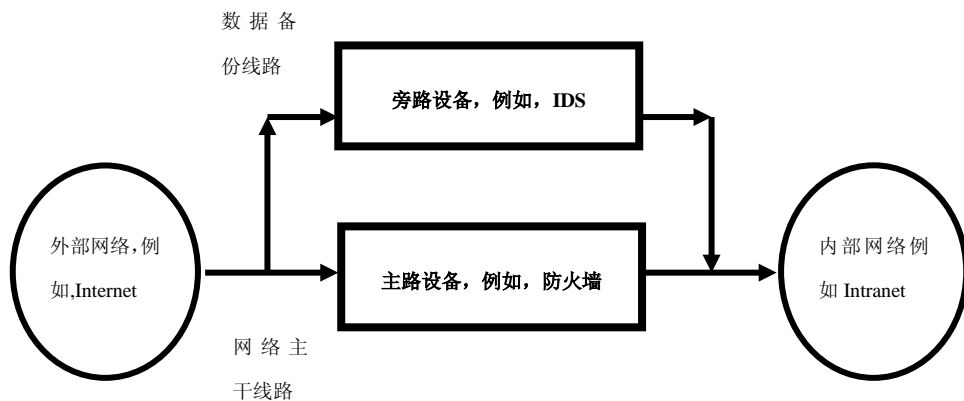 数据备
份线路
旁路设备，例如，IDS
外部网络,例
如,Internet
主路设备，例如，防火墙
内部网络例
如 Intranet
网络主
干线路